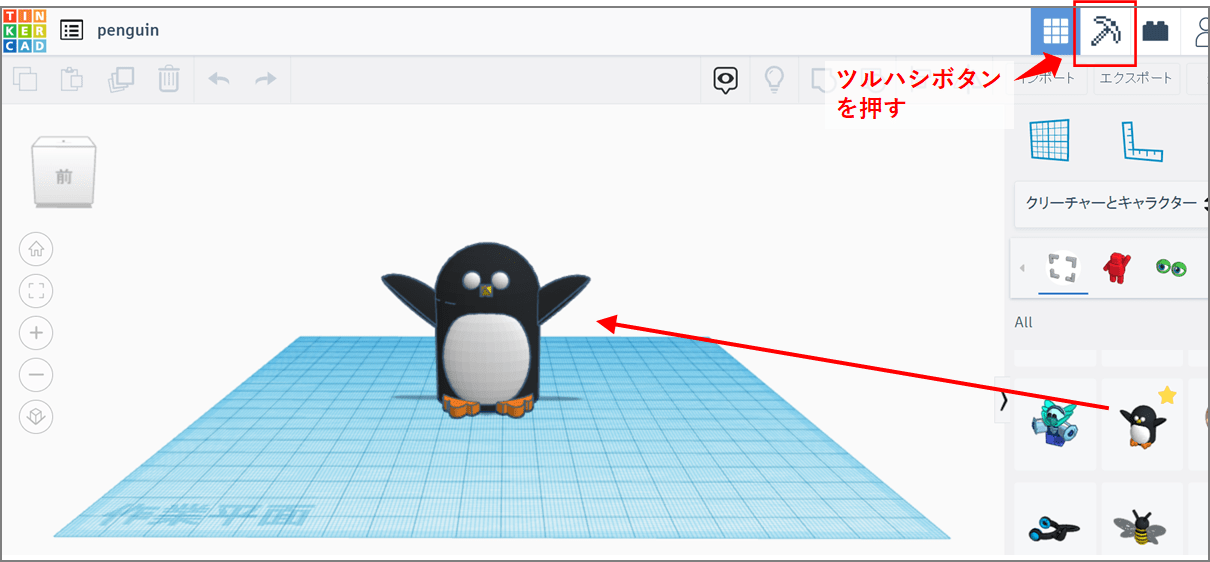 TIN
KER
CAD
penguin
ツルハシボタン
を押す
ンポート
エクスポート
前
クリーチャーとキャラクター
All
作業平面